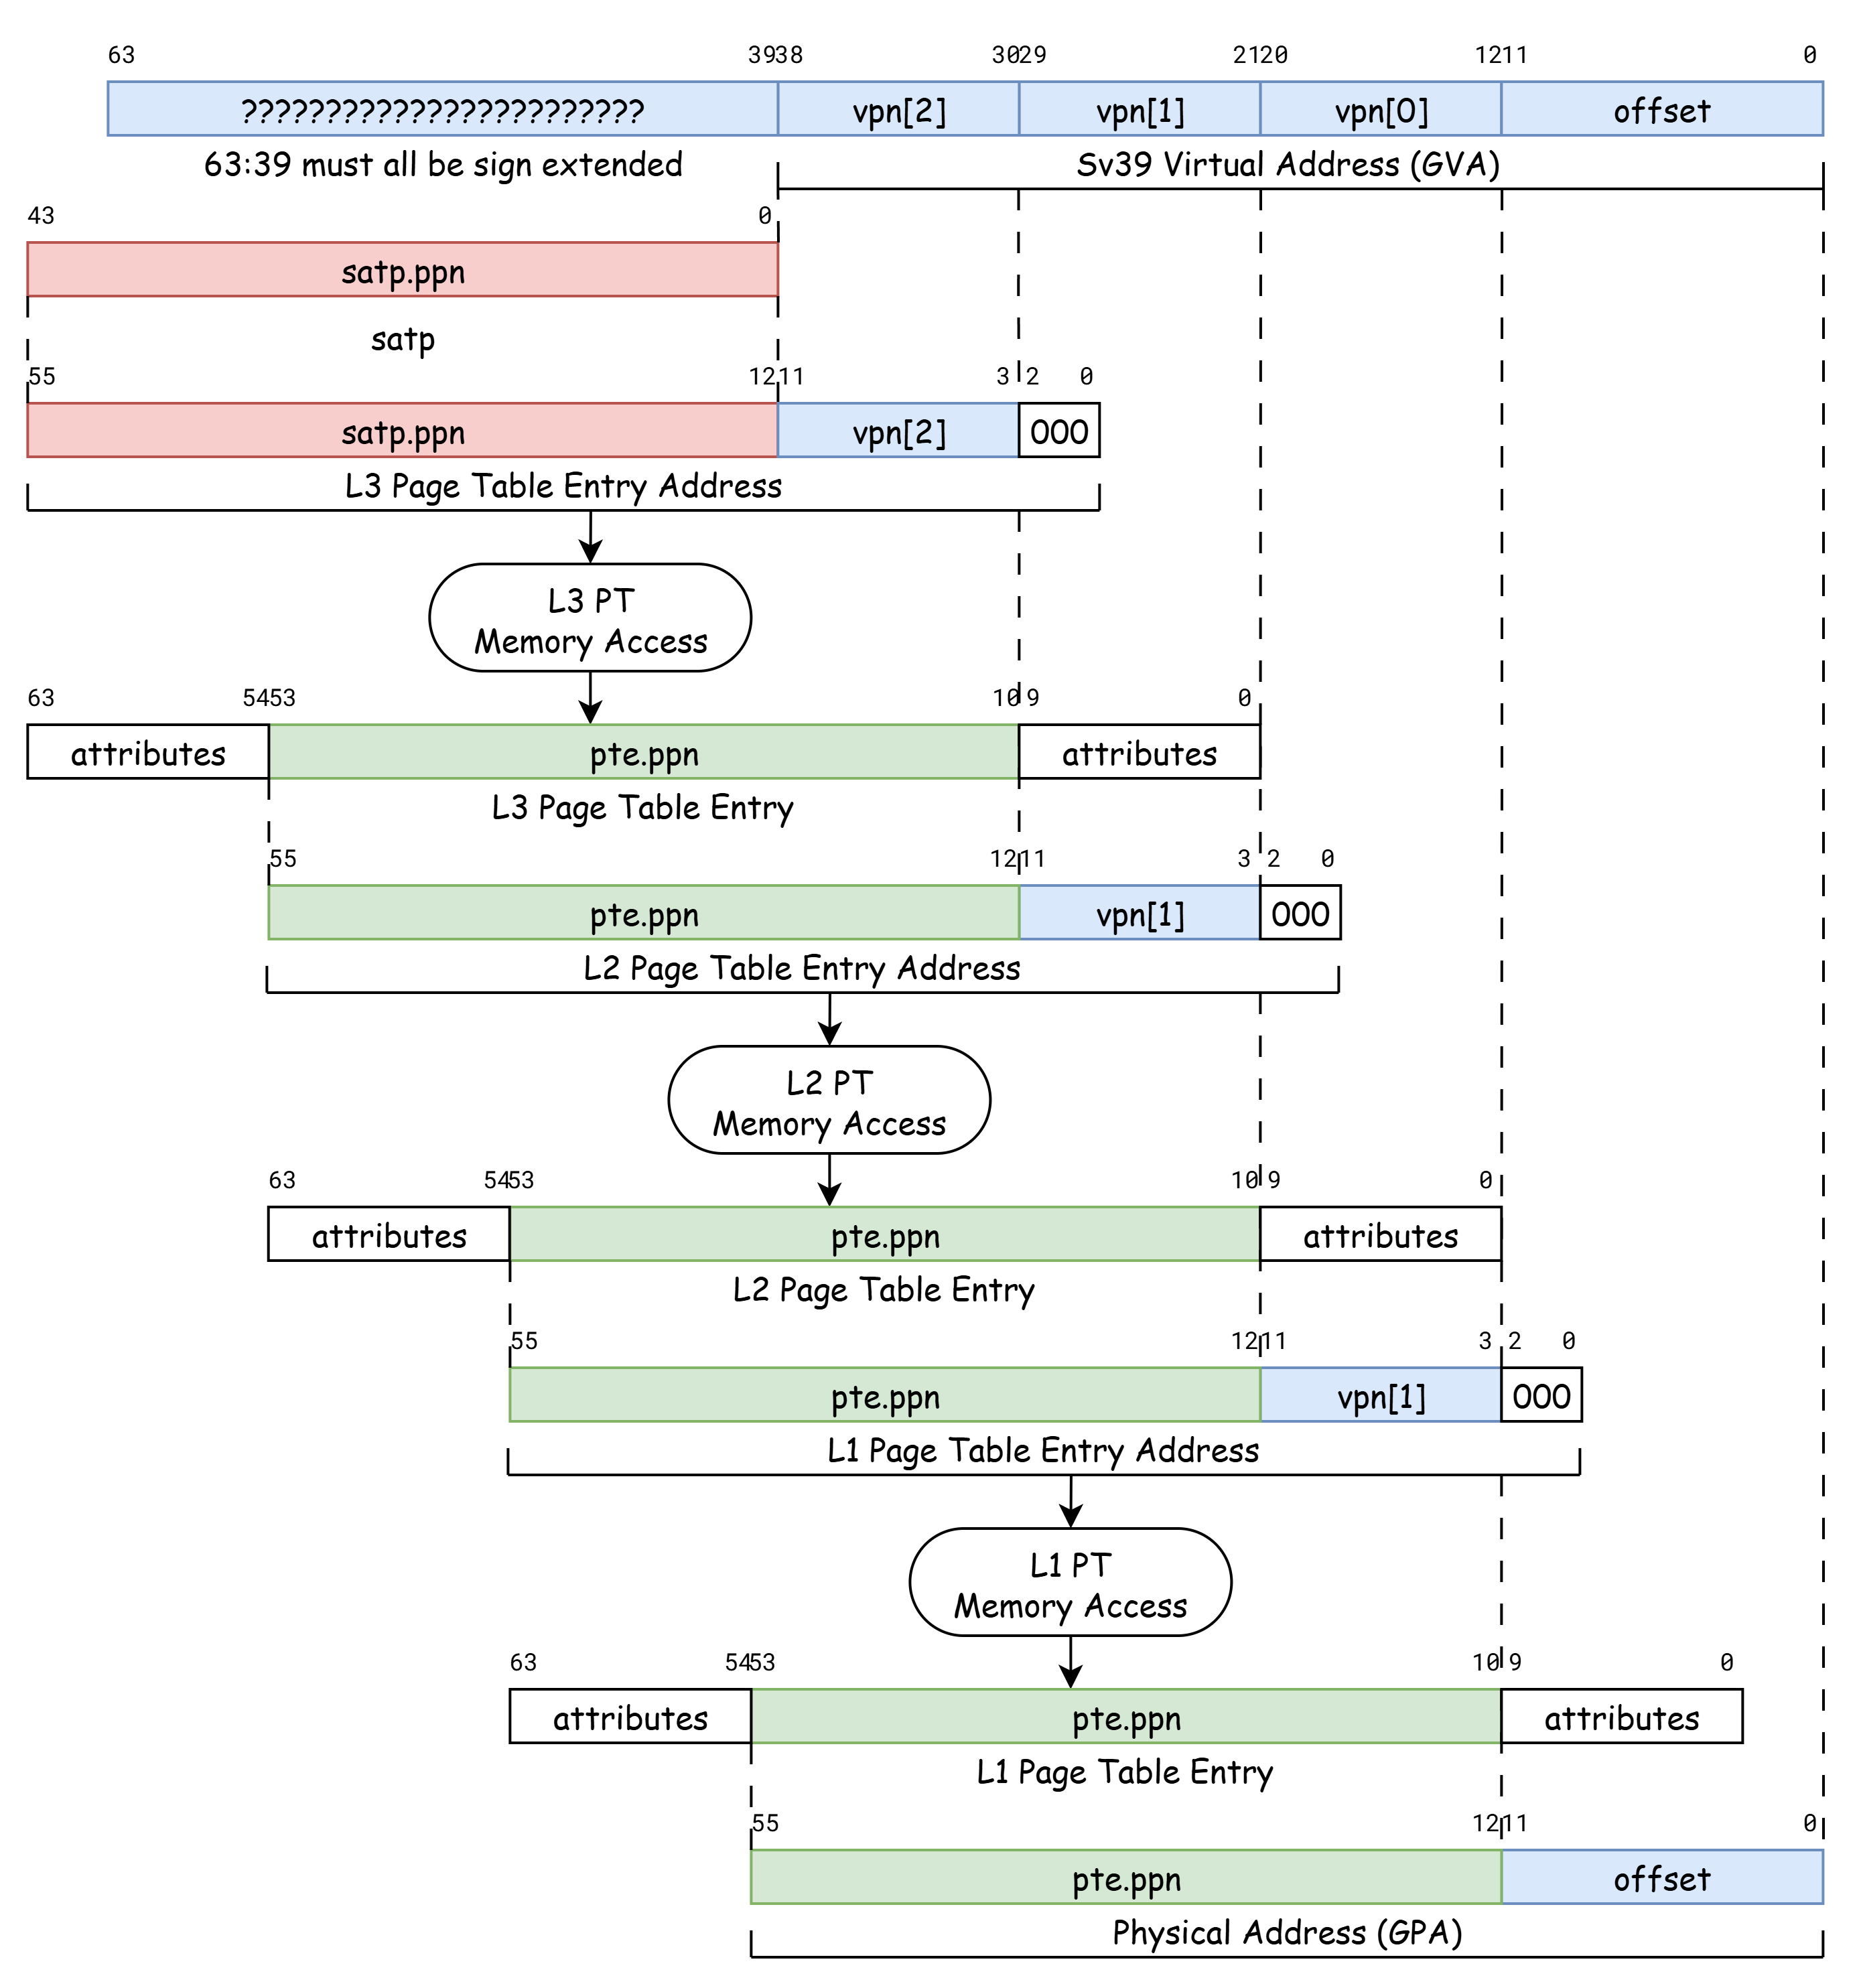 63 3938 3029 2120 1211 0
??????????????????????? vpn[2] vpn[1] vpn[0] offset
63:39 must all be sign extended Sv39 Virtual Address (GVA)
43 0
satp.ppn
satp
55 1211 3 2 0
satp.ppn vpn[2] 000
L3 Page Table Entry Address
L3 PT
Memory Access
63 5453 10 9 0
attributes pte.ppn attributes
L3 Page Table Entry
55 1211 3 2 0
pte.ppn vpn[1] 000
L2 Page Table Entry Address
L2 PT
Memory Access
63 5453 10 9 0
attributes pte.ppn attributes
L2 Page Table Entry
55 1211 3 2 0
pte.ppn vpn[1] 000
L1 Page Table Entry Address
L1 PT
Memory Access
63 5453 10 9 0
attributes pte.ppn attributes
L1 Page Table Entry
55 1211 0
pte.ppn offset
Physical Address (GPA)